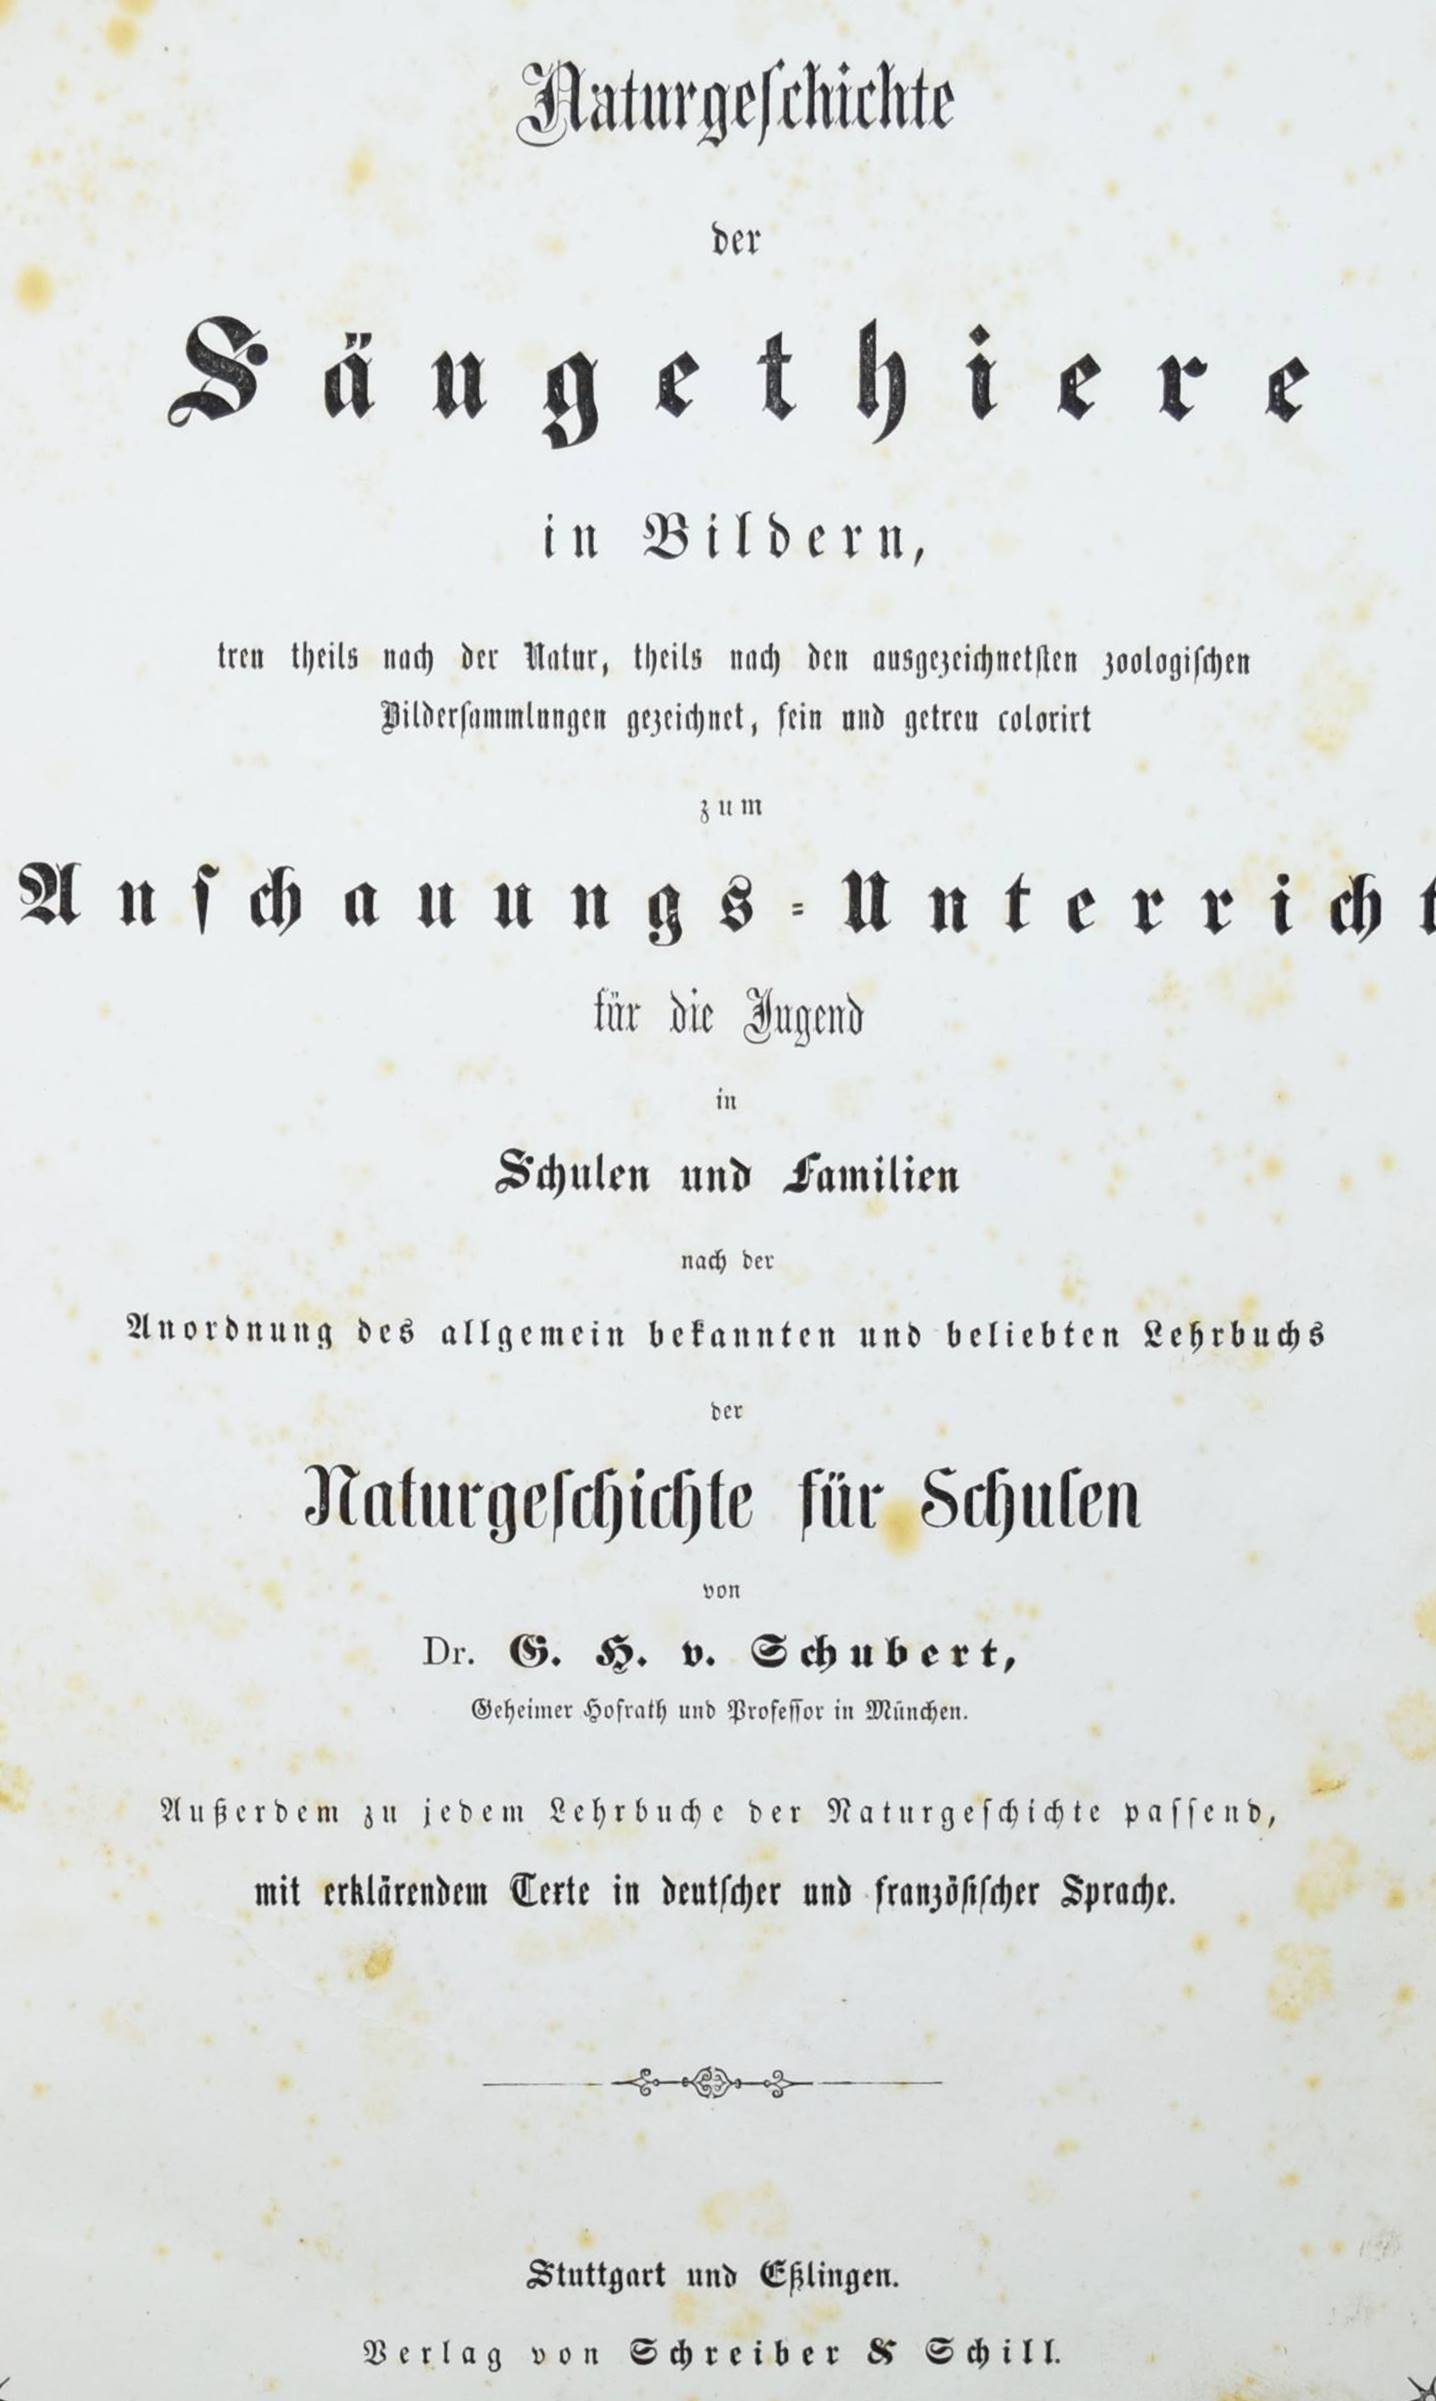 Naturgeſchichte
der
Säugethiere
in Bildern,
treu theils nach der Natur, theils nach den ausgezeichnetſten zoologiſchen
Bilderſammlungen gezeichnet, fein und getreu colorirt
zum
Anſchauungs-Unterricht
für die Jugend
in
Schulen und Familien
nach der
Anordnung des allgemein bekannten und beliebten Lehrbuchs
der
Naturgeſchichte für Schulen
von
Dr. G. H. v. Schubert,
Geheimer Hofrath und Profeſſor in München.
Außerdem zu jedem Lehrbuche der Naturgeſchichte paſſend,
mit erklärendem Texte in deutſcher und franzöſiſcher Sprache.
Stuttgart und Eßlingen.
Verlag von Schreiber & Schill.